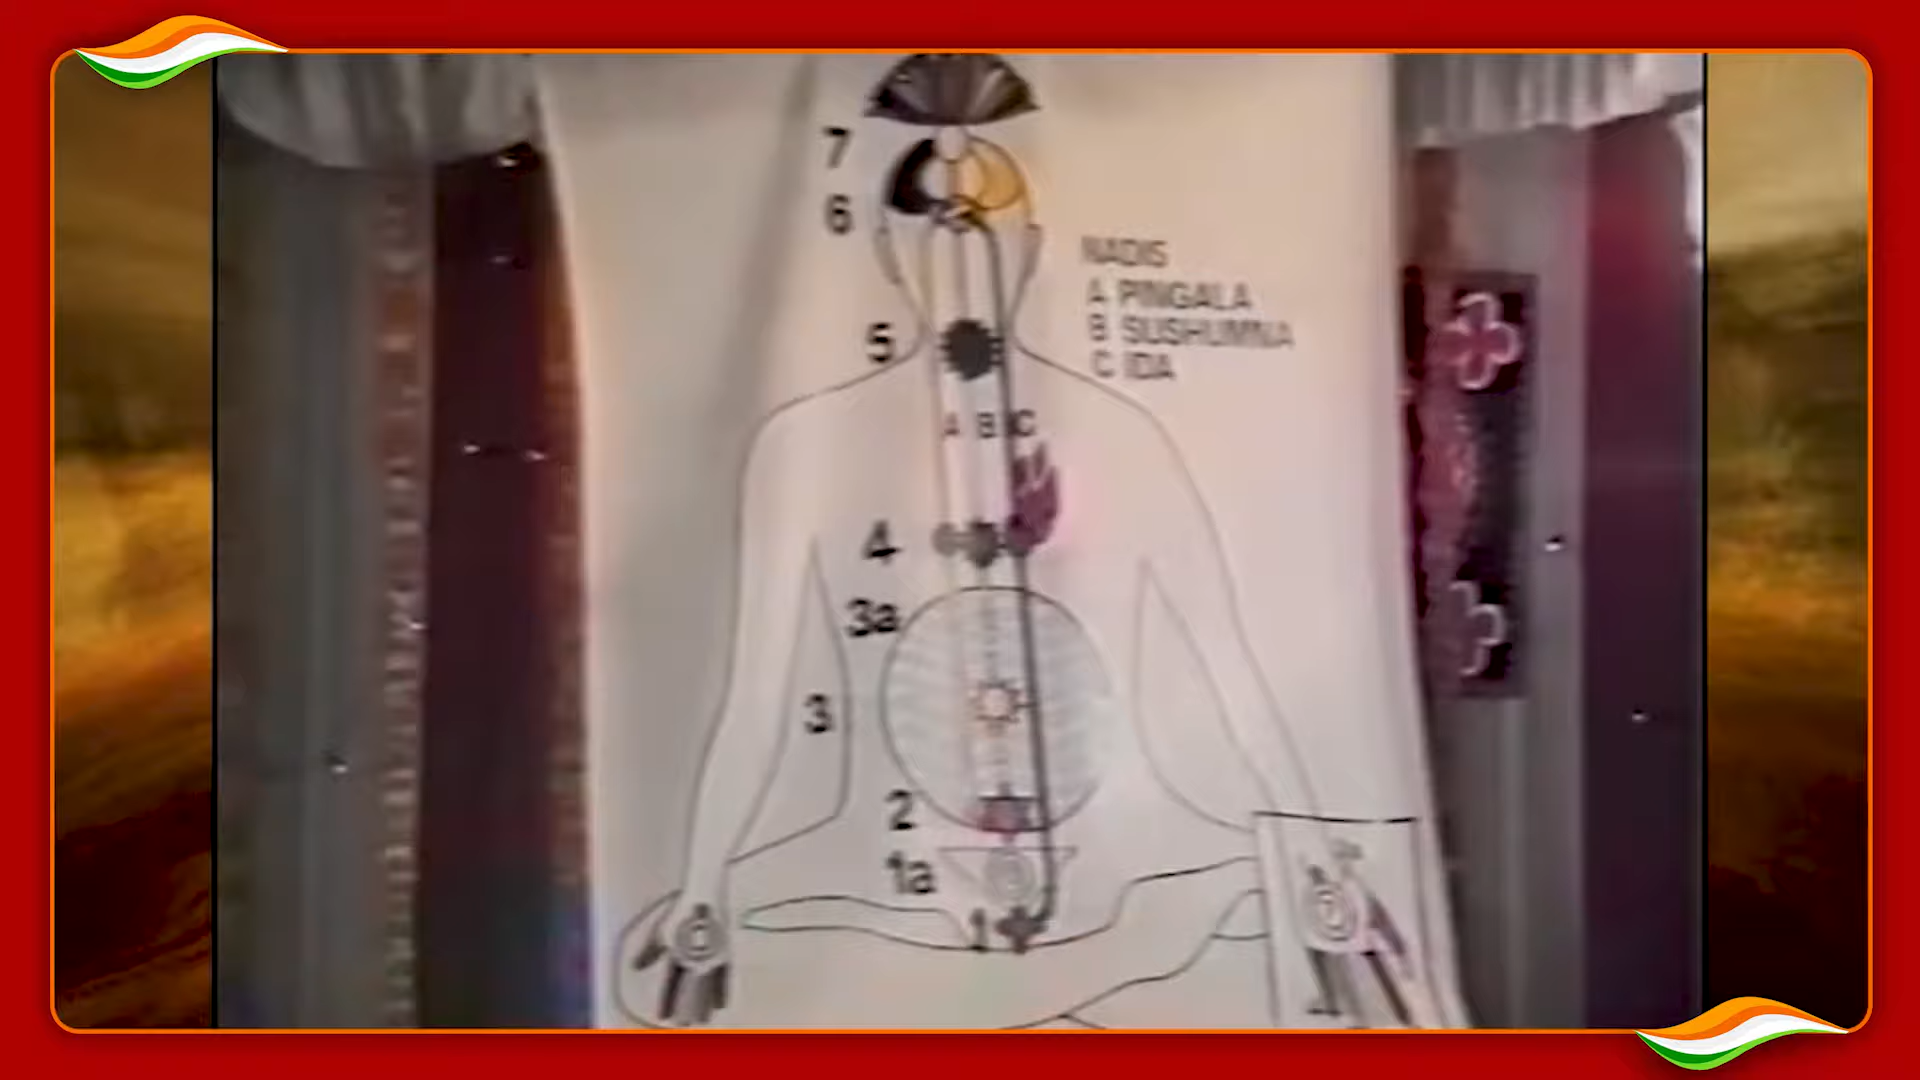 7
6
NADIS
A PINGALA
B SUSHUMNA
C IDA
5
A B C
4
3a
3
2
1a
1